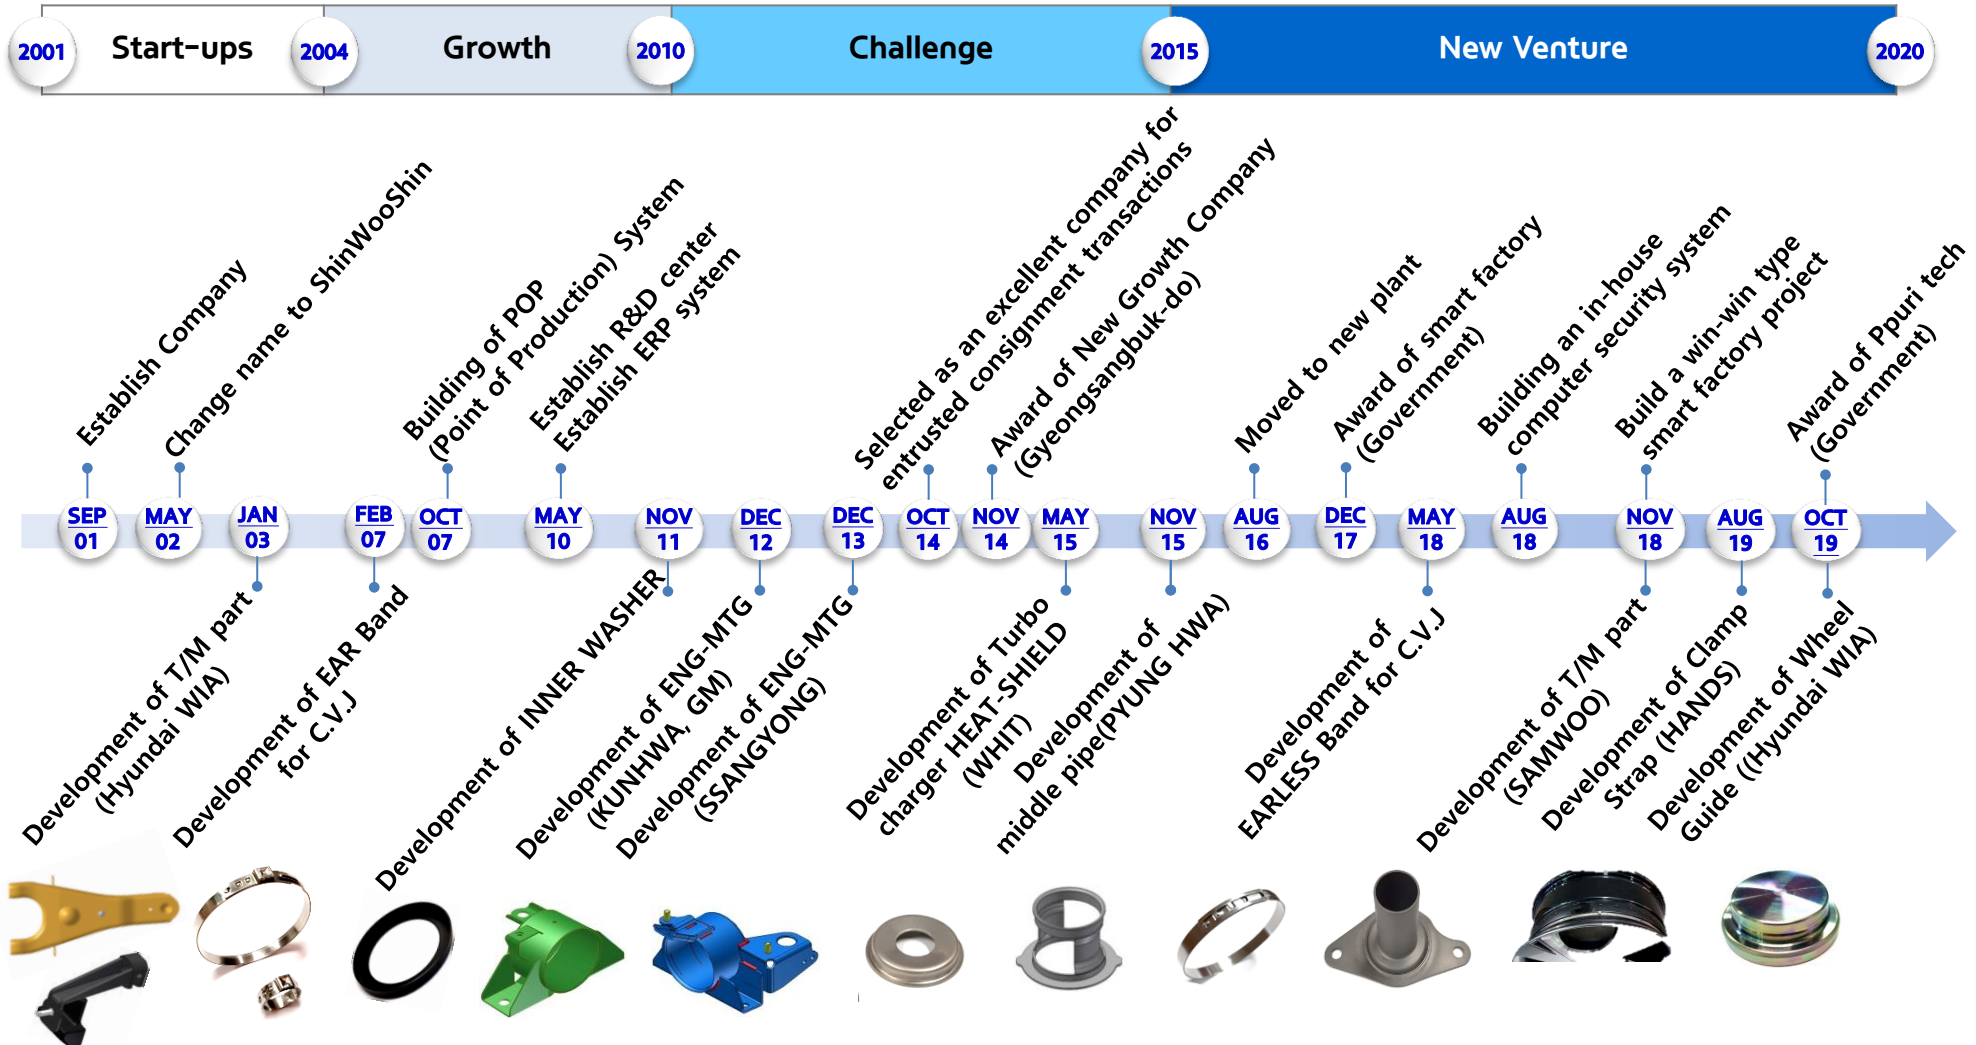 2001
Start-ups
2004
Growth
2010
Challenge
2015
New Venture
2020
Establish Company
Change name to ShinWooShin
Building of POP
(Point of Production) System
Establish R&D center
Establish ERP system
Selected as an excellent company for
entrusted consignment transactions
Award of New Growth Company
(Gyeongsangbuk-do)
Moved to new plant
Award of smart factory
(Government)
Building an in-house
computer security system
Build a win-win type
smart factory project
Award of Ppuri tech
(Government)
SEP
01
MAY
02
JAN
03
FEB
07
OCT
07
MAY
10
NOV
11
DEC
12
DEC
13
OCT
14
NOV
14
MAY
15
NOV
15
AUG
16
DEC
17
MAY
18
AUG
18
NOV
18
AUG
19
OCT
19
Development of T/M part
(Hyundai WIA)
Development of EAR Band
for C.V.J
Development of INNER WASHER
Development of ENG-MTG
(KUNHWA, GM)
Development of ENG-MTG
(SSANGYONG)
Development of Turbo
charger HEAT-SHIELD
(WHIT)
Development of
middle pipe(PYUNG HWA)
Development of
EARLESS Band for C.V.J
Development of T/M part
(SAMWOO)
Development of Clamp
Strap (HANDS)
Development of Wheel
Guide ((Hyundai WIA)